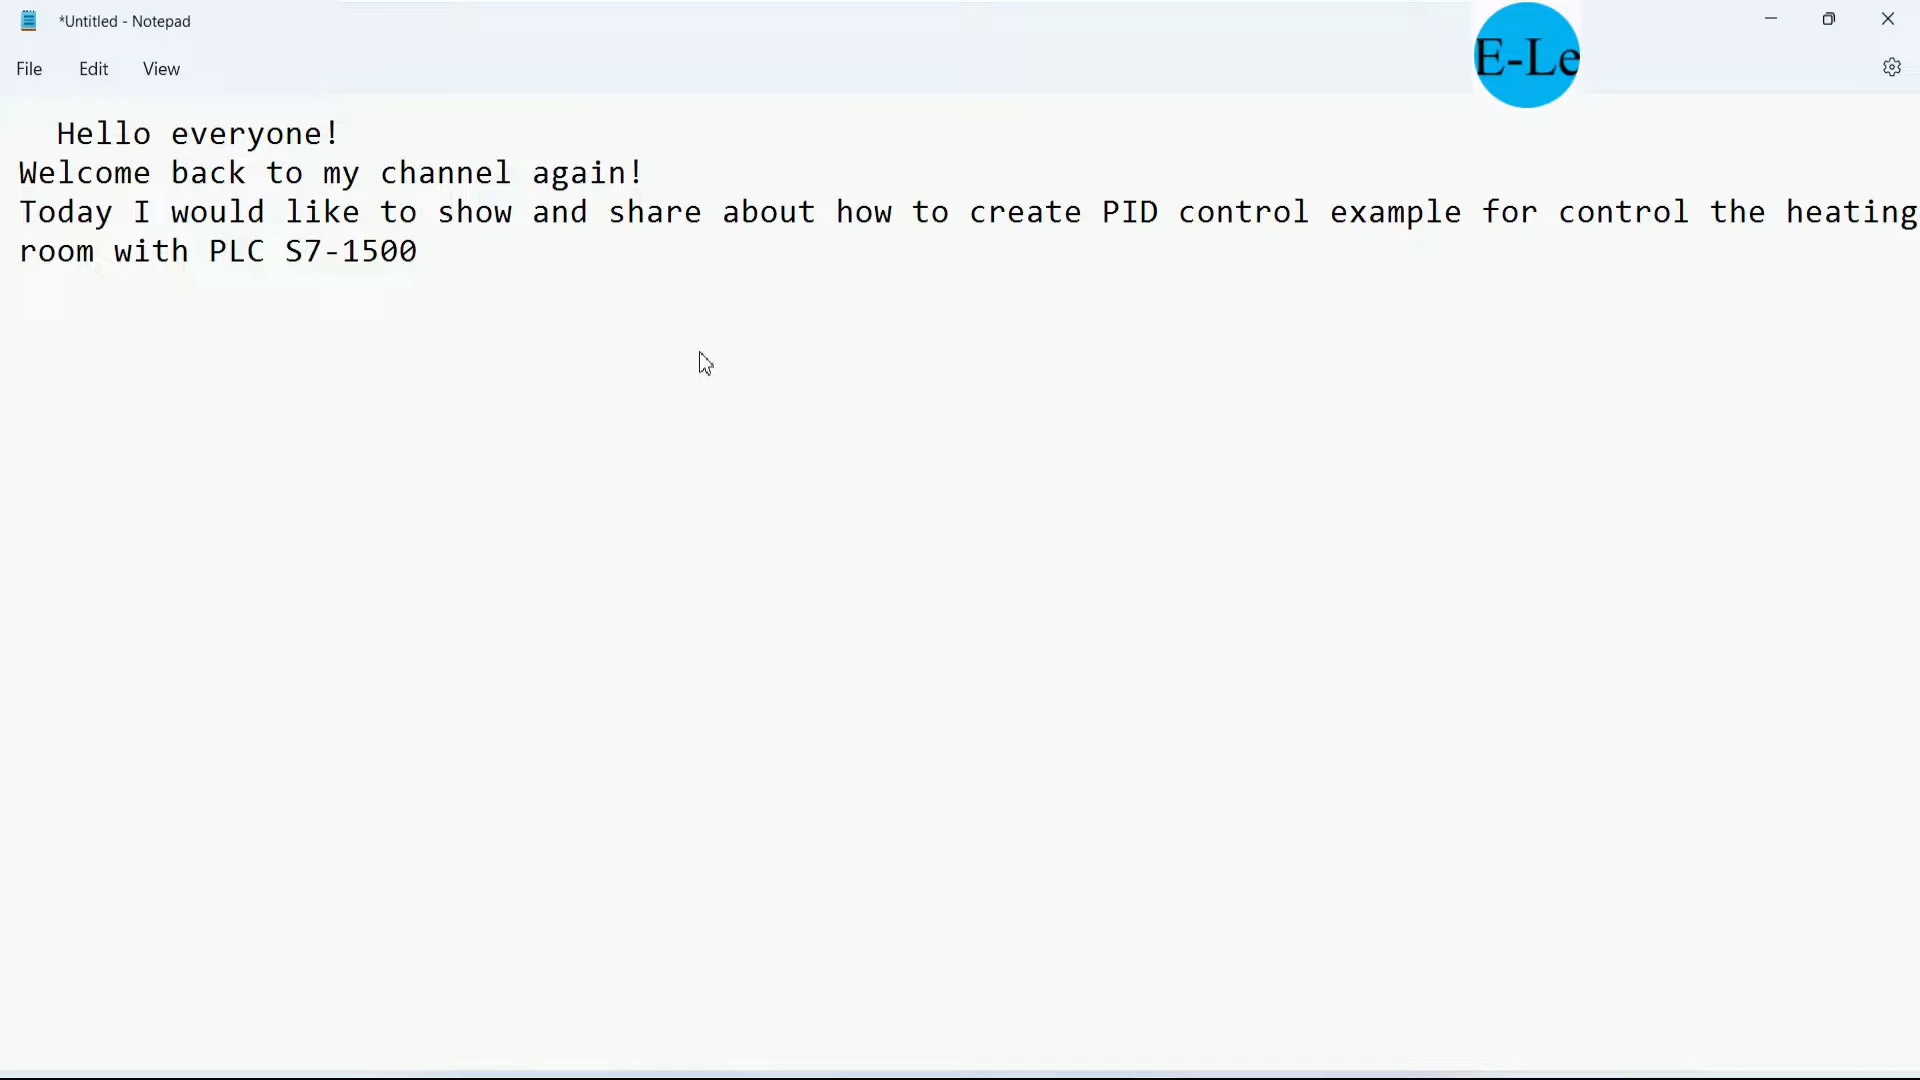 *Untitled - Notepad
E-Le
File Edit View
Hello everyone!
Welcome back to my channel again!
Today I would like to show and share about how to create PID control example for control the heating
room with PLC S7-1500